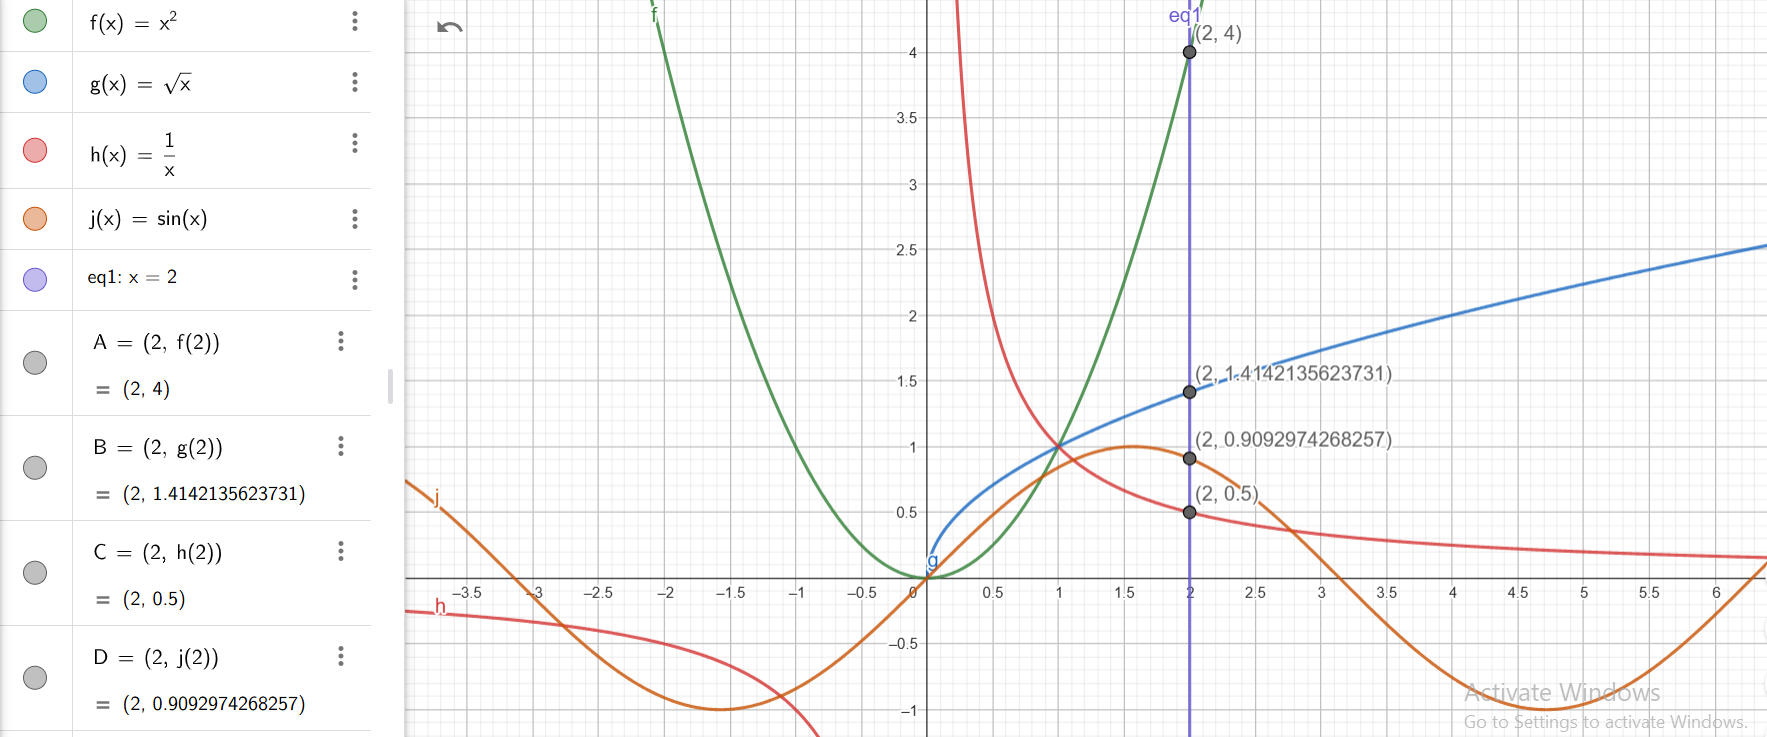 f(x) = x²
g(x) = √x
h(x) = 1/x
j(x) = sin(x)
eq1: x = 2
A = (2, f(2))
= (2, 4)
B = (2, g(2))
= (2, 1.4142135623731)
C = (2, h(2))
= (2, 0.5)
D = (2, j(2))
= (2, 0.9092974268257)
f
eq1
(2, 4)
4
3.5
3
2.5
2
(2, 1.4142135623731)
1.5
(2, 0.9092974268257)
1
j
(2, 0.5)
0.5
g
−3.5 −3 −2.5 −2 −1.5 −1 −0.5 0 0.5 1 1.5 2 2.5 3 3.5 4 4.5 5 5.5 6
h
−0.5
−1
Activate Windows
Go to Settings to activate Windows.